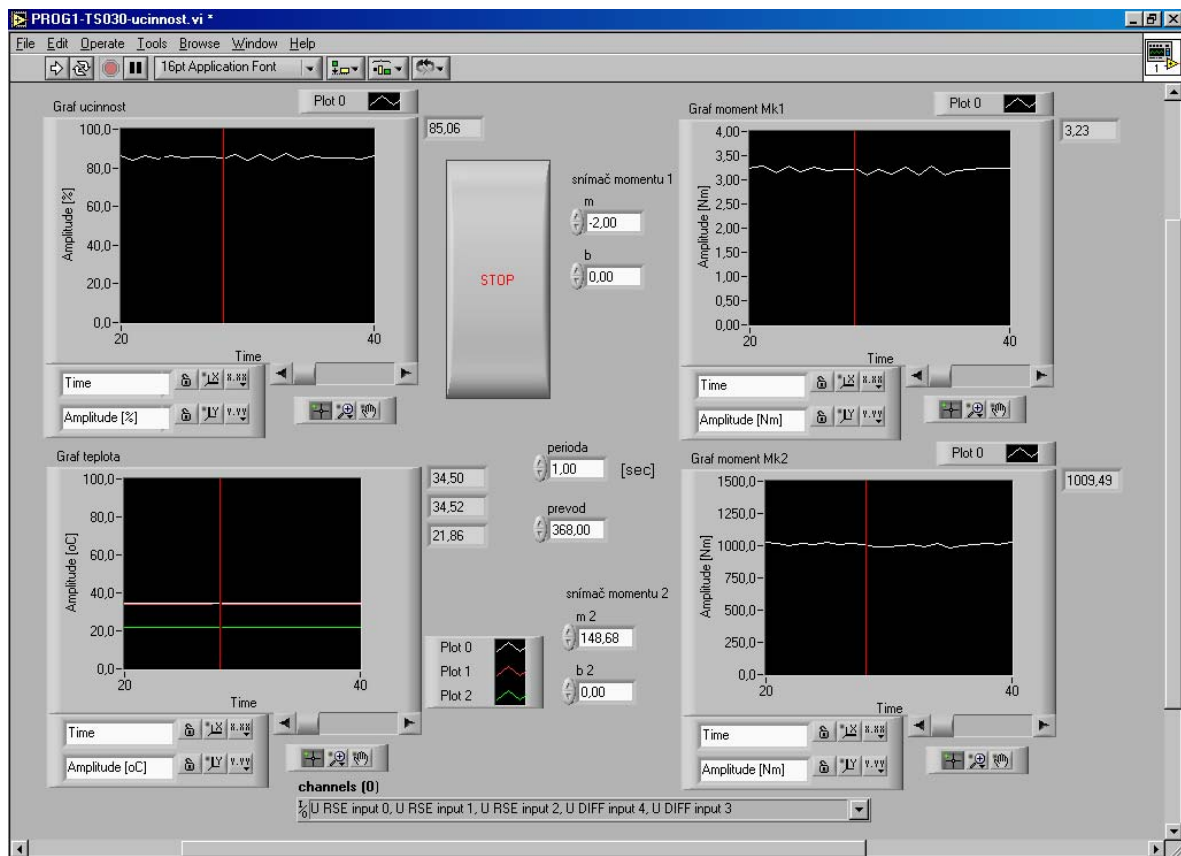 PROG1-TS030-ucinnost.vi *
File Edit Operate Tools Browse Window Help
16pt Application Font
1
Graf ucinnost
Plot 0
85,06
100,0
80,0
60,0
40,0
20,0
0,0
Amplitude [%]
20
40
Time
Time
Amplitude [%]
STOP
snímač momentu 1
m
-2,00
b
0,00
Graf moment Mk1
Plot 0
3,23
4,00
3,50
3,00
2,50
2,00
1,50
1,00
0,50
0,00
Amplitude [Nm]
20
40
Time
Time
Amplitude [Nm]
Graf teplota
34,50
34,52
21,86
100,0
80,0
60,0
40,0
20,0
0,0
Amplitude [oC]
20
40
Time
Time
Amplitude [oC]
perioda
1,00 [sec]
prevod
368,00
snímač momentu 2
m 2
148,68
b 2
0,00
Plot 0
Plot 1
Plot 2
Graf moment Mk2
Plot 0
1009,49
1500,0
1250,0
1000,0
750,0
500,0
250,0
0,0
Amplitude [Nm]
20
40
Time
Time
Amplitude [Nm]
channels (0)
U RSE input 0, U RSE input 1, U RSE input 2, U DIFF input 4, U DIFF input 3